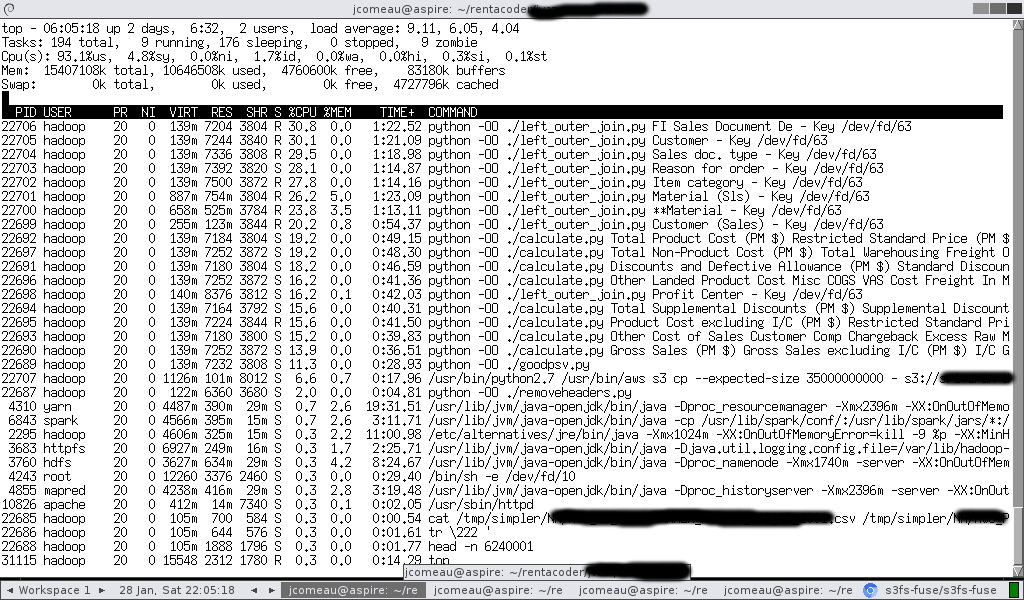 jcomeau@aspire: ~/rentacoder/
top - 06:05:18 up 2 days,  6:32,  2 users,  load average: 9.11, 6.05, 4.04
Tasks: 194 total,   9 running, 176 sleeping,   0 stopped,   9 zombie
Cpu(s): 93.1%us,  4.8%sy,  0.0%ni,  1.7%id,  0.0%wa,  0.0%hi,  0.3%si,  0.1%st
Mem:  15407108k total, 10646508k used,  4760600k free,    83180k buffers
Swap:        0k total,        0k used,        0k free,  4727796k cached
PID USER      PR  NI  VIRT  RES  SHR S %CPU %MEM    TIME+  COMMAND
22706 hadoop    20   0  139m 7204 3804 R 30.8  0.0   1:22.52 python -OO ./left_outer_join.py FI Sales Document De - Key /dev/fd/63
22705 hadoop    20   0  139m 7244 3840 R 30.1  0.0   1:21.09 python -OO ./left_outer_join.py Customer - Key /dev/fd/63
22704 hadoop    20   0  139m 7336 3808 R 29.5  0.0   1:18.98 python -OO ./left_outer_join.py Sales doc. type - Key /dev/fd/63
22703 hadoop    20   0  139m 7392 3820 S 28.1  0.0   1:14.87 python -OO ./left_outer_join.py Reason for order - Key /dev/fd/63
22702 hadoop    20   0  139m 7500 3872 R 27.8  0.0   1:14.16 python -OO ./left_outer_join.py Item category - Key /dev/fd/63
22701 hadoop    20   0  887m 754m 3804 R 26.2  5.0   1:23.09 python -OO ./left_outer_join.py Material (Sls) - Key /dev/fd/63
22700 hadoop    20   0  658m 525m 3784 R 23.8  3.5   1:13.11 python -OO ./left_outer_join.py **Material - Key /dev/fd/63
22699 hadoop    20   0  255m 123m 3844 R 20.2  0.8   0:54.37 python -OO ./left_outer_join.py Customer (Sales) - Key /dev/fd/63
22692 hadoop    20   0  139m 7184 3804 S 19.2  0.0   0:49.15 python -OO ./calculate.py Total Product Cost (PM $) Restricted Standard Price (PM $
22697 hadoop    20   0  139m 7252 3872 S 19.2  0.0   0:48.30 python -OO ./calculate.py Total Non-Product Cost (PM $) Total Warehousing Freight O
22691 hadoop    20   0  139m 7180 3804 S 18.2  0.0   0:46.59 python -OO ./calculate.py Discounts and Defective Allowance (PM $) Standard Discoun
22696 hadoop    20   0  139m 7252 3872 S 16.2  0.0   0:41.36 python -OO ./calculate.py Other Landed Product Cost Misc COGS VAS Cost Freight In M
22698 hadoop    20   0  140m 8376 3812 S 16.2  0.1   0:42.03 python -OO ./left_outer_join.py Profit Center - Key /dev/fd/63
22694 hadoop    20   0  139m 7164 3792 S 15.6  0.0   0:40.31 python -OO ./calculate.py Total Supplemental Discounts (PM $) Supplemental Discount
22695 hadoop    20   0  139m 7224 3844 R 15.6  0.0   0:41.50 python -OO ./calculate.py Product Cost excluding I/C (PM $) Restricted Standard Pri
22693 hadoop    20   0  139m 7180 3800 S 15.2  0.0   0:39.83 python -OO ./calculate.py Other Cost of Sales Customer Comp Chargeback Excess Raw M
22690 hadoop    20   0  139m 7252 3872 S 13.9  0.0   0:36.51 python -OO ./calculate.py Gross Sales (PM $) Gross Sales excluding I/C (PM $) I/C G
22689 hadoop    20   0  139m 7232 3808 S 11.3  0.0   0:28.93 python -OO ./goodpsv.py
22707 hadoop    20   0 1126m 101m 8012 S  6.6  0.7   0:17.96 /usr/bin/python2.7 /usr/bin/aws s3 cp --expected-size 35000000000 - s3://
22687 hadoop    20   0  122m 6360 3680 S  2.0  0.0   0:04.81 python -OO ./removeheaders.py
4310 yarn      20   0 4487m 390m  29m S  0.7  2.6  19:31.51 /usr/lib/jvm/java-openjdk/bin/java -Dproc_resourcemanager -Xmx2396m -XX:OnOutOfMemo
6843 spark     20   0 4566m 395m  15m S  0.7  2.6   3:11.71 /usr/lib/jvm/java-openjdk/bin/java -cp /usr/lib/spark/conf/:/usr/lib/spark/jars/*:/
2295 hadoop    20   0 4606m 325m  15m S  0.3  2.2  11:00.98 /etc/alternatives/jre/bin/java -Xmx1024m -XX:OnOutOfMemoryError=kill -9 %p -XX:MinH
3683 httpfs    20   0 6927m 249m  16m S  0.3  1.7   2:25.71 /usr/lib/jvm/java-openjdk/bin/java -Djava.util.logging.config.file=/var/lib/hadoop-
3760 hdfs      20   0 3627m 634m  29m S  0.3  4.2   8:24.67 /usr/lib/jvm/java-openjdk/bin/java -Dproc_namenode -Xmx1740m -server -XX:OnOutOfMem
4243 root      20   0 12260 3376 2460 S  0.3  0.0   0:29.40 /bin/sh -e /dev/fd/10
4855 mapred    20   0 4238m 416m  29m S  0.3  2.8   3:19.48 /usr/lib/jvm/java-openjdk/bin/java -Dproc_historyserver -Xmx2396m -server -XX:OnOut
10826 apache    20   0  412m  14m 7340 S  0.3  0.1   0:02.05 /usr/sbin/httpd
22685 hadoop    20   0  105m  700  584 S  0.3  0.0   0:00.54 cat /tmp/simpler/ .csv /tmp/simpler/
22686 hadoop    20   0  105m  644  576 S  0.3  0.0   0:01.61 tr \222 '
22688 hadoop    20   0  105m 1888 1796 S  0.3  0.0   0:01.77 head -n 6240001
31115 hadoop    20   0 15548 2312 1780 R  0.3  0.0   0:14.29 top
jcomeau@aspire: ~/rentacoder/
Workspace 1 28 Jan, Sat 22:05:18 jcomeau@aspire: ~/re jcomeau@aspire: ~/re jcomeau@aspire: ~/re jcomeau@aspire: ~/re s3fs-fuse/s3fs-fuse